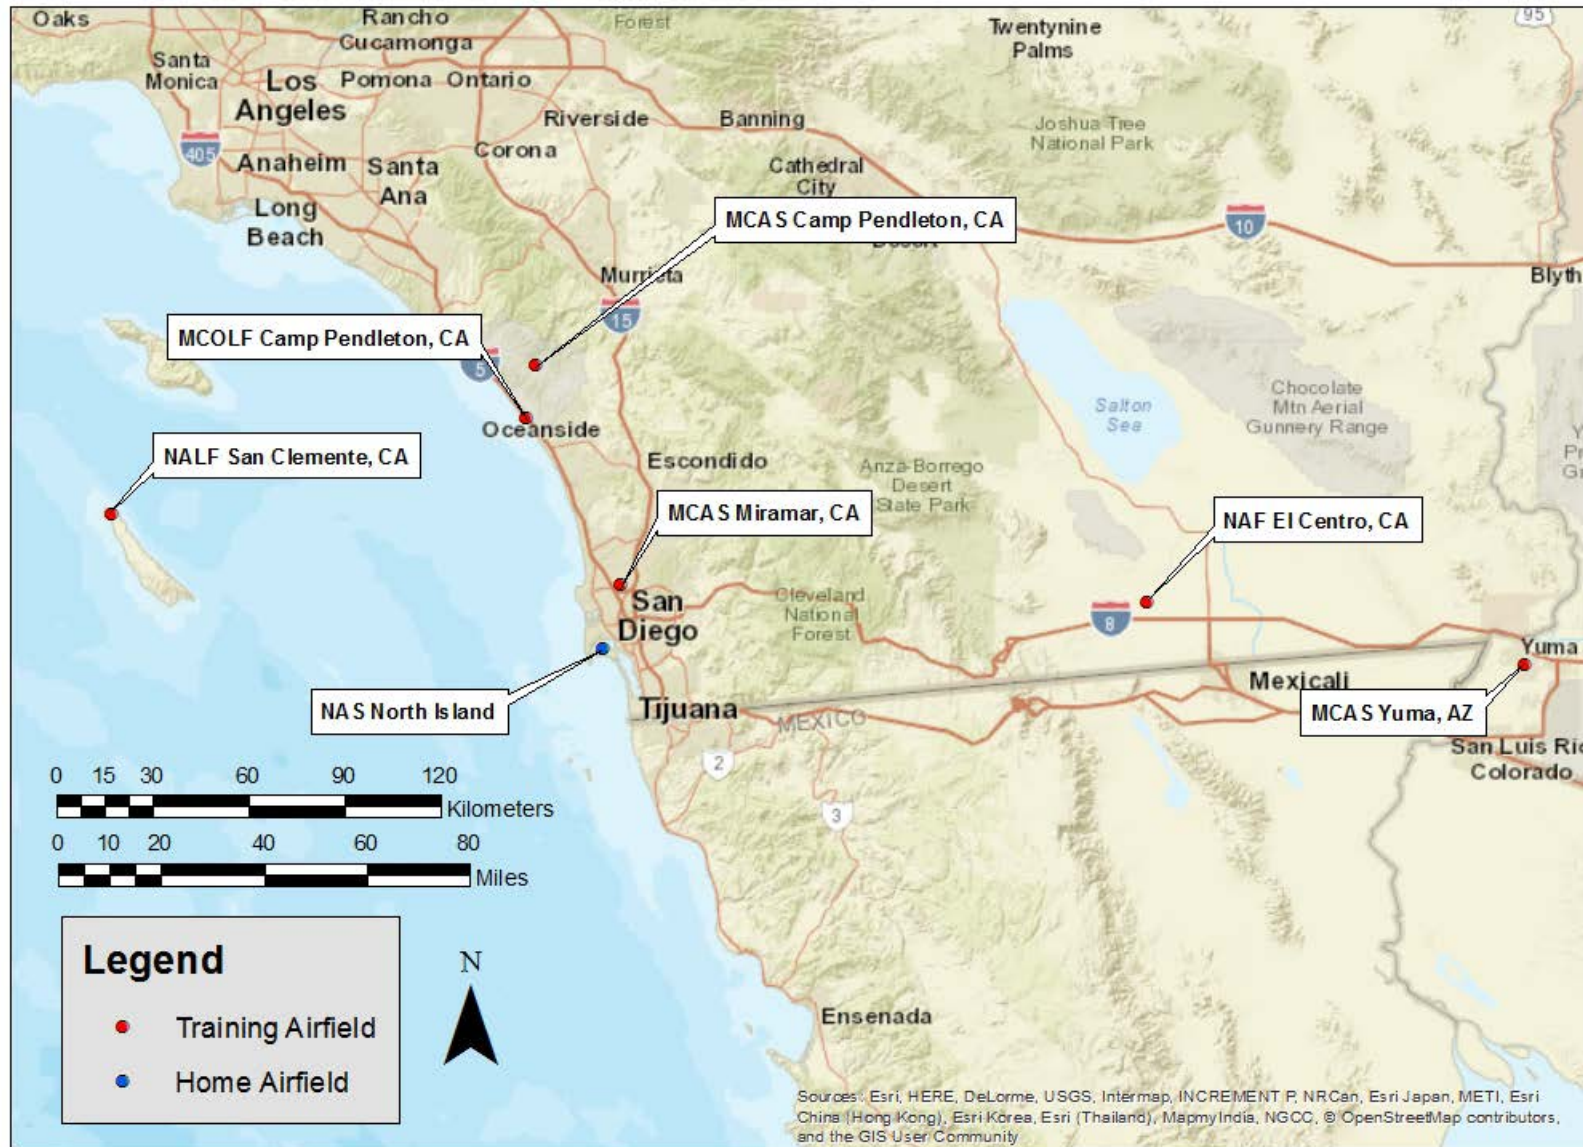 Oaks
Rancho
Cucamonga
Forest
Twentynine
Palms
95
Santa
Monica
Los
Angeles
Pomona
Ontario
Riverside
Banning
Joshua Tree
National Park
405
Anaheim
Santa
Ana
Corona
Cathedral
City
Long
Beach
MCAS Camp Pendleton, CA
10
Murrieta
Blyth
15
MCOLF Camp Pendleton, CA
5
Chocolate
Mtn Aerial
Gunnery Range
Salton
Sea
Oceanside
NALF San Clemente, CA
Escondido
Anza-Borrego
Desert
State Park
MCAS Miramar, CA
NAF El Centro, CA
San
Diego
Cleveland
National
Forest
8
Yuma
NAS North Island
Tijuana
MEXICO
Mexicali
MCAS Yuma, AZ
San Luis Rio
Colorado
2
3
0 15 30 60 90 120
Kilometers
0 10 20 40 60 80
Miles
Legend
Training Airfield
Home Airfield
N
Ensenada
Sources: Esri, HERE, DeLorme, USGS, Intermap, INCREMENT P, NRCan, Esri Japan, METI, Esri
China (Hong Kong), Esri Korea, Esri (Thailand), MapmyIndia, NGCC, © OpenStreetMap contributors,
and the GIS User Community